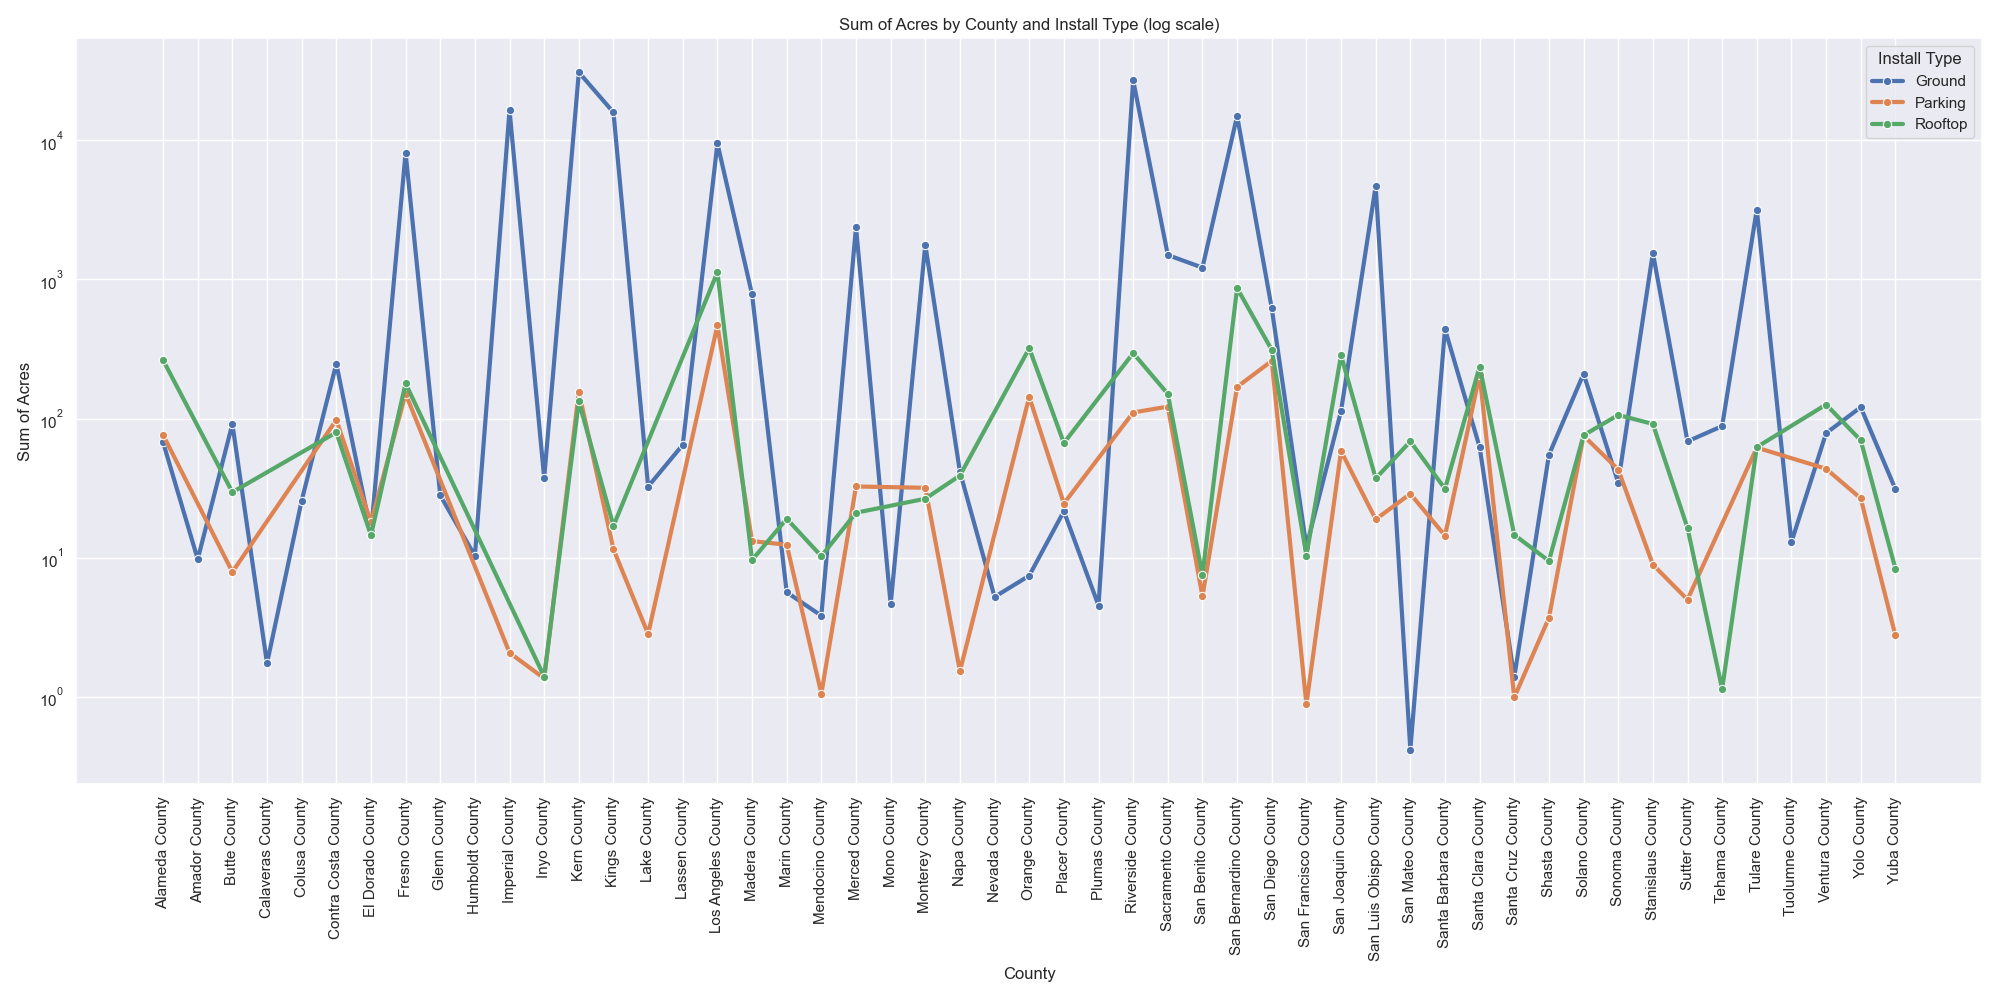 Sum of Acres by County and Install Type (log scale)
Install Type
Ground
Parking
Rooftop
Sum of Acres
10^4
10^3
10^2
10^1
10^0
Alameda County
Amador County
Butte County
Calaveras County
Colusa County
Contra Costa County
El Dorado County
Fresno County
Glenn County
Humboldt County
Imperial County
Inyo County
Kern County
Kings County
Lake County
Lassen County
Los Angeles County
Madera County
Marin County
Mendocino County
Merced County
Mono County
Monterey County
Napa County
Nevada County
Orange County
Placer County
Plumas County
Riverside County
Sacramento County
San Benito County
San Bernardino County
San Diego County
San Francisco County
San Joaquin County
San Luis Obispo County
San Mateo County
Santa Barbara County
Santa Clara County
Santa Cruz County
Shasta County
Solano County
Sonoma County
Stanislaus County
Sutter County
Tehama County
Tulare County
Tuolumne County
Ventura County
Yolo County
Yuba County
County